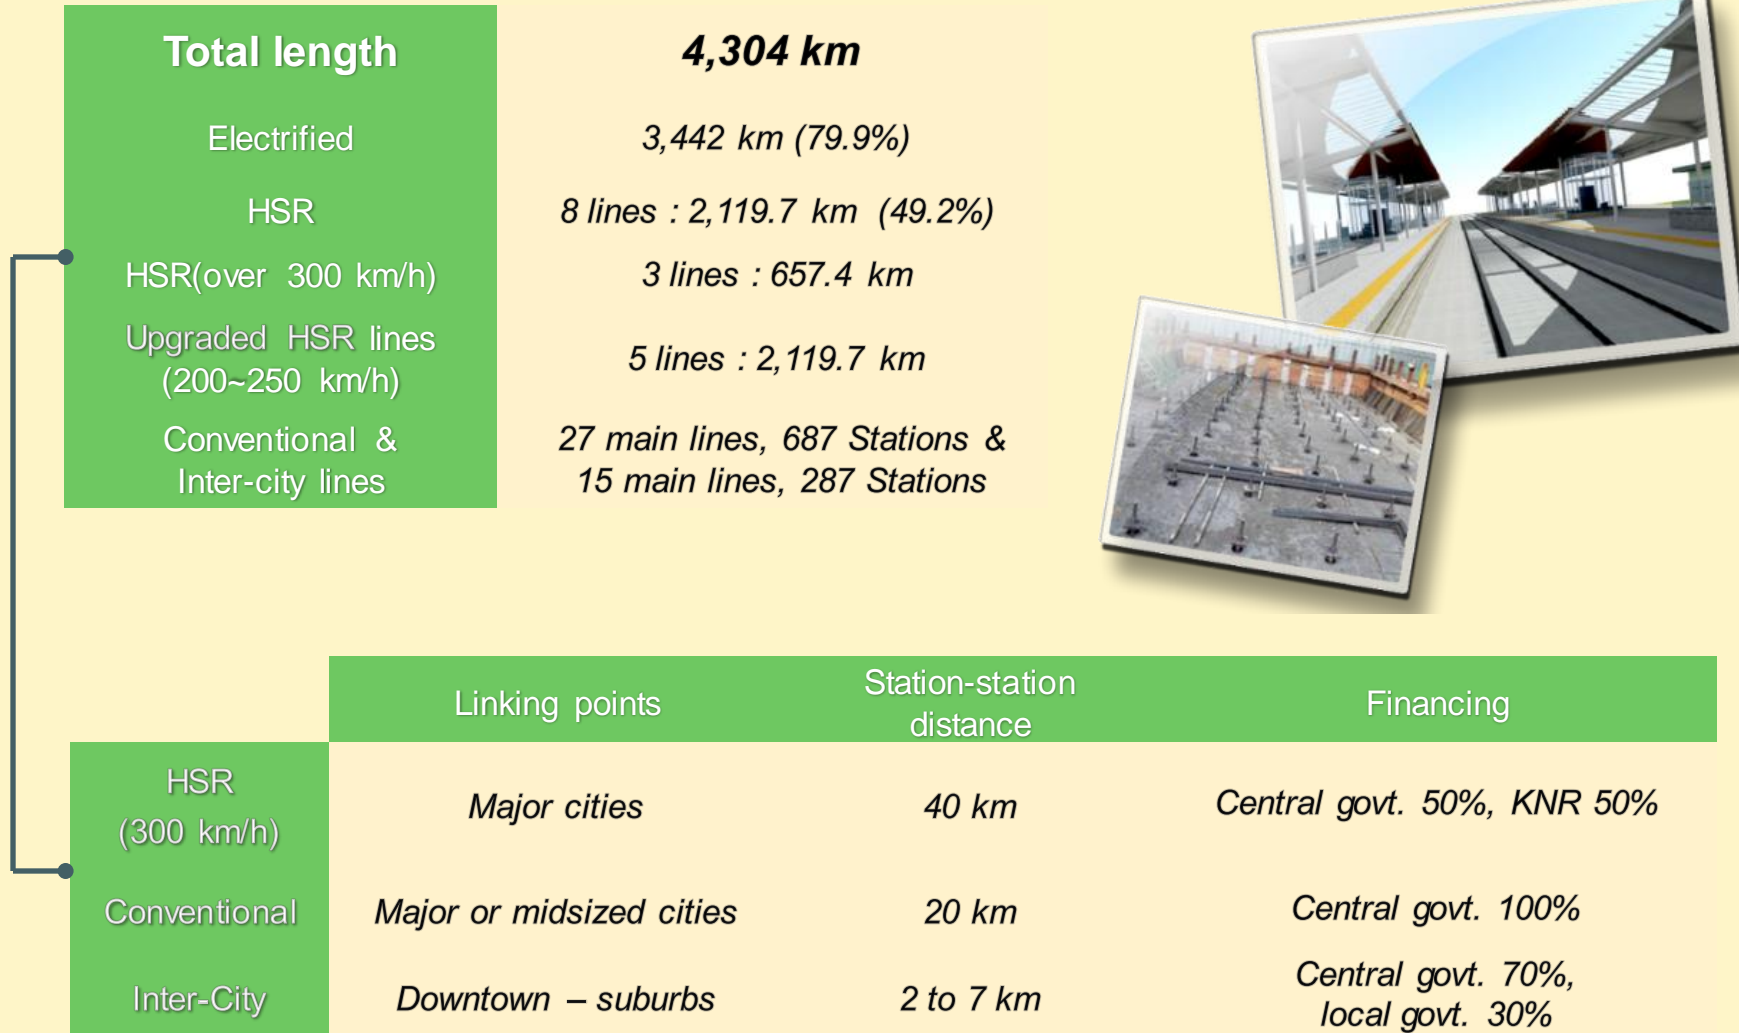 Total length
4,304 km
Electrified
3,442 km (79.9%)
HSR
8 lines : 2,119.7 km (49.2%)
HSR(over 300 km/h)
3 lines : 657.4 km
Upgraded HSR lines
(200~250 km/h)
5 lines : 2,119.7 km
Conventional &
Inter-city lines
27 main lines, 687 Stations &
15 main lines, 287 Stations
Linking points
Station-station
distance
Financing
HSR
(300 km/h)
Major cities
40 km
Central govt. 50%, KNR 50%
Conventional
Major or midsized cities
20 km
Central govt. 100%
Inter-City
Downtown – suburbs
2 to 7 km
Central govt. 70%,
local govt. 30%